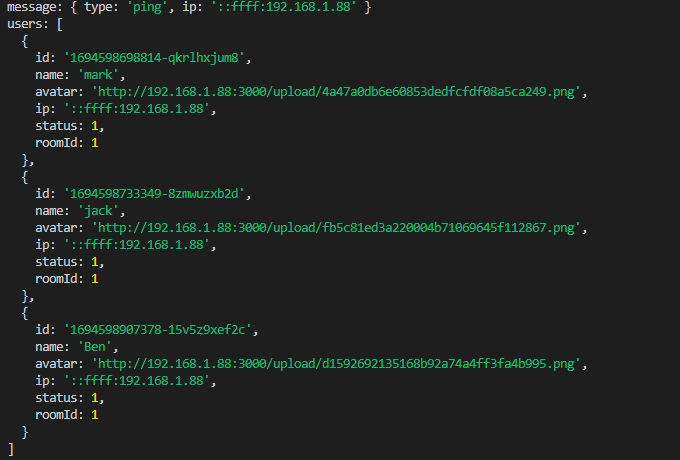 message: { type: 'ping', ip: '::ffff:192.168.1.88' }
users: [
  {
    id: '1694598698814-qkrlhxjum8',
    name: 'mark',
    avatar: 'http://192.168.1.88:3000/upload/4a47a0db6e60853dedfcfdf08a5ca249.png',
    ip: '::ffff:192.168.1.88',
    status: 1,
    roomId: 1
  },
  {
    id: '1694598733349-8zmwuzxb2d',
    name: 'jack',
    avatar: 'http://192.168.1.88:3000/upload/fb5c81ed3a220004b71069645f112867.png',
    ip: '::ffff:192.168.1.88',
    status: 1,
    roomId: 1
  },
  {
    id: '1694598907378-15v5z9xef2c',
    name: 'Ben',
    avatar: 'http://192.168.1.88:3000/upload/d1592692135168b92a74a4ff3fa4b995.png',
    ip: '::ffff:192.168.1.88',
    status: 1,
    roomId: 1
  }
]